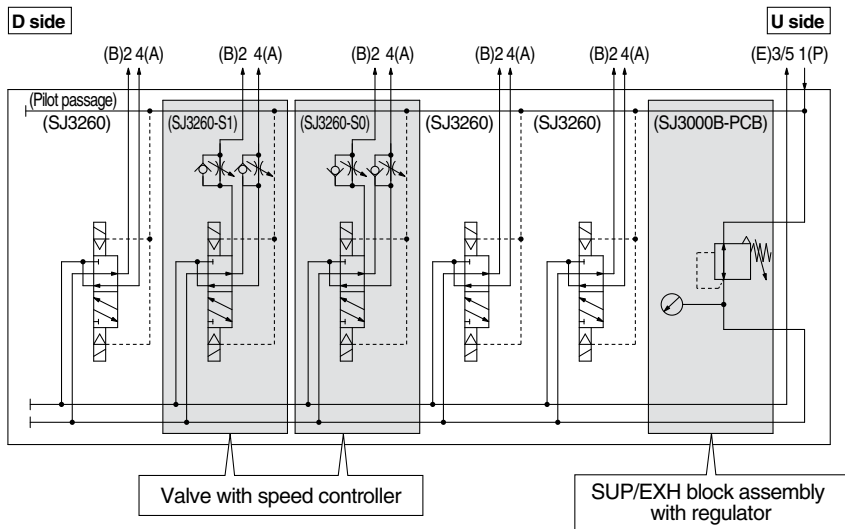 D side
U side
(B)2 4(A)
(B)2 4(A)
(B)2 4(A)
(B)2 4(A)
(B)2 4(A)
(E)3/5 1(P)
(Pilot passage)
(SJ3260)
(SJ3260-S1)
(SJ3260-S0)
(SJ3260)
(SJ3260)
(SJ3000B-PCB)
Valve with speed controller
SUP/EXH block assembly
with regulator